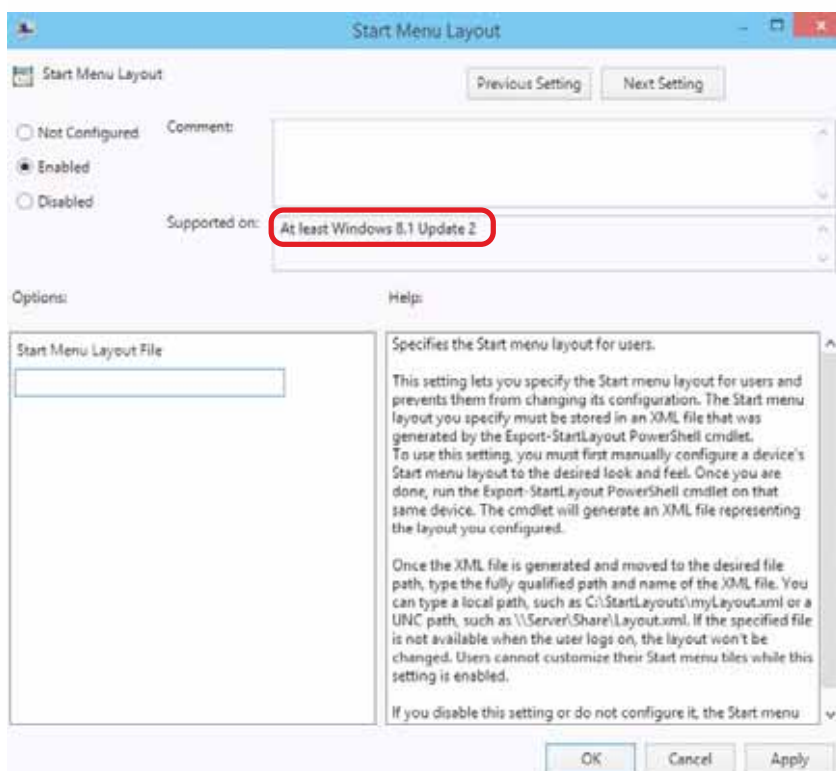 Start Menu Layout
Start Menu Layout
Previous Setting
Next Setting
Not Configured
Comment:
Enabled
Disabled
Supported on:
At least Windows 8.1 Update 2
Options:
Help:
Start Menu Layout File
Specifies the Start menu layout for users.
This setting lets you specify the Start menu layout for users and
prevents them from changing its configuration. The Start menu
layout you specify must be stored in an XML file that was
generated by the Export-StartLayout PowerShell cmdlet.
To use this setting, you must first manually configure a device's
Start menu layout to the desired look and feel. Once you are
done, run the Export-StartLayout PowerShell cmdlet on that
same device. The cmdlet will generate an XML file representing
the layout you configured.
Once the XML file is generated and moved to the desired file
path, type the fully qualified path and name of the XML file. You
can type a local path, such as C:\StartLayouts\myLayout.xml or a
UNC path, such as \\Server\Share\Layout.xml. If the specified file
is not available when the user logs on, the layout won't be
changed. Users cannot customize their Start menu tiles while this
setting is enabled.
If you disable this setting or do not configure it, the Start menu
OK
Cancel
Apply